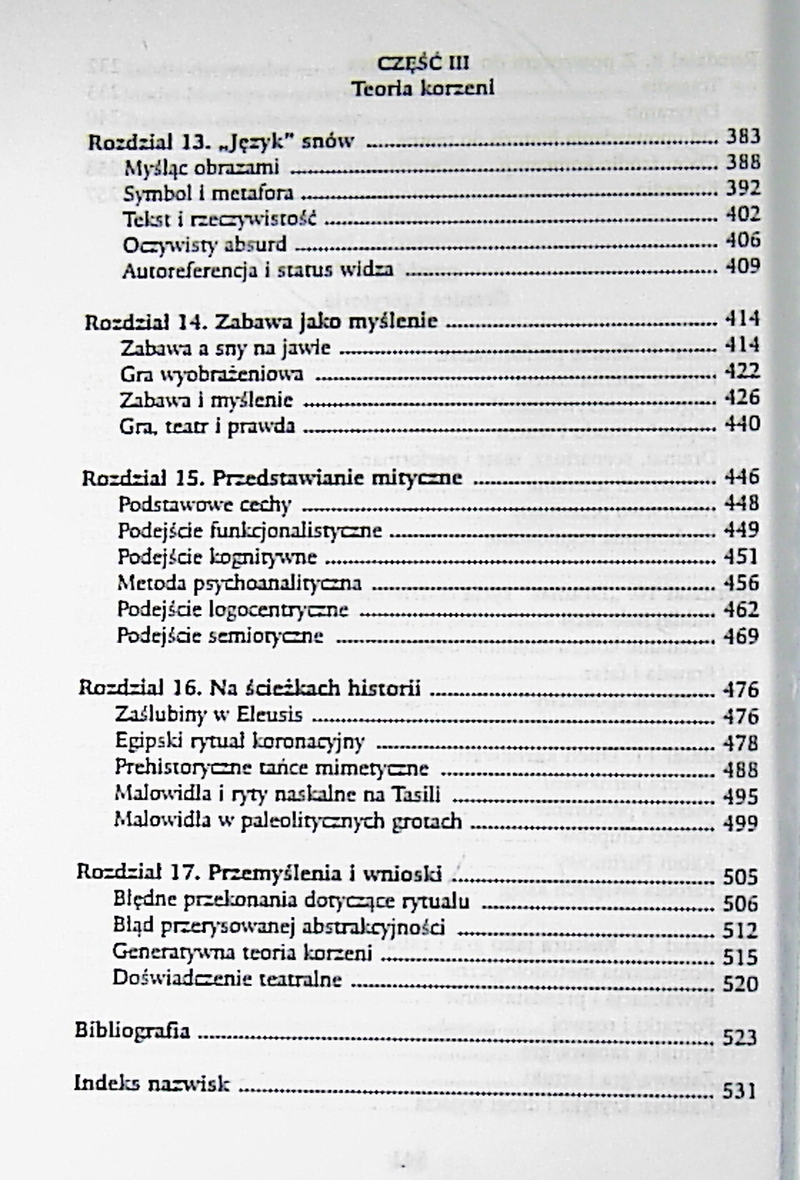 CZĘŚĆ III
Teoria korzeni
Rozdział 13. „Język" snów ........ 383
Myśląc obrazami ........ 388
Symbol i metafora ........ 392
Tekst i rzeczywistość ........ 402
Oczywisty absurd ........ 406
Autoreferencja i status widza ........ 409
Rozdział 14. Zabawa jako myślenie ........ 414
Zabawa a sny na jawie ........ 414
Gra wyobrażeniowa ........ 422
Zabawa i myślenie ........ 426
Gra, teatr i prawda ........ 440
Rozdział 15. Przedstawianie mityczne ........ 446
Podstawowe cechy ........ 448
Podejście funkcjonalistyczne ........ 449
Podejście kognitywne ........ 451
Metoda psychoanalityczna ........ 456
Podejście logocentryczne ........ 462
Podejście semiotyczne ........ 469
Rozdział 16. Na ścieżkach historii ........ 476
Zaślubiny w Eleusis ........ 476
Egipski rytuał koronacyjny ........ 478
Prehistoryczne tańce mimetyczne ........ 488
Malowidła i ryty naskalne na Tasili ........ 495
Malowidła w paleolitycznych grotach ........ 499
Rozdział 17. Przemyślenia i wnioski ........ 505
Błędne przekonania dotyczące rytuału ........ 506
Błąd przerysowanej abstrakcyjności ........ 512
Generatywna teoria korzeni ........ 515
Doświadczenie teatralne ........ 520
Bibliografia ........ 523
Indeks nazwisk ........ 531